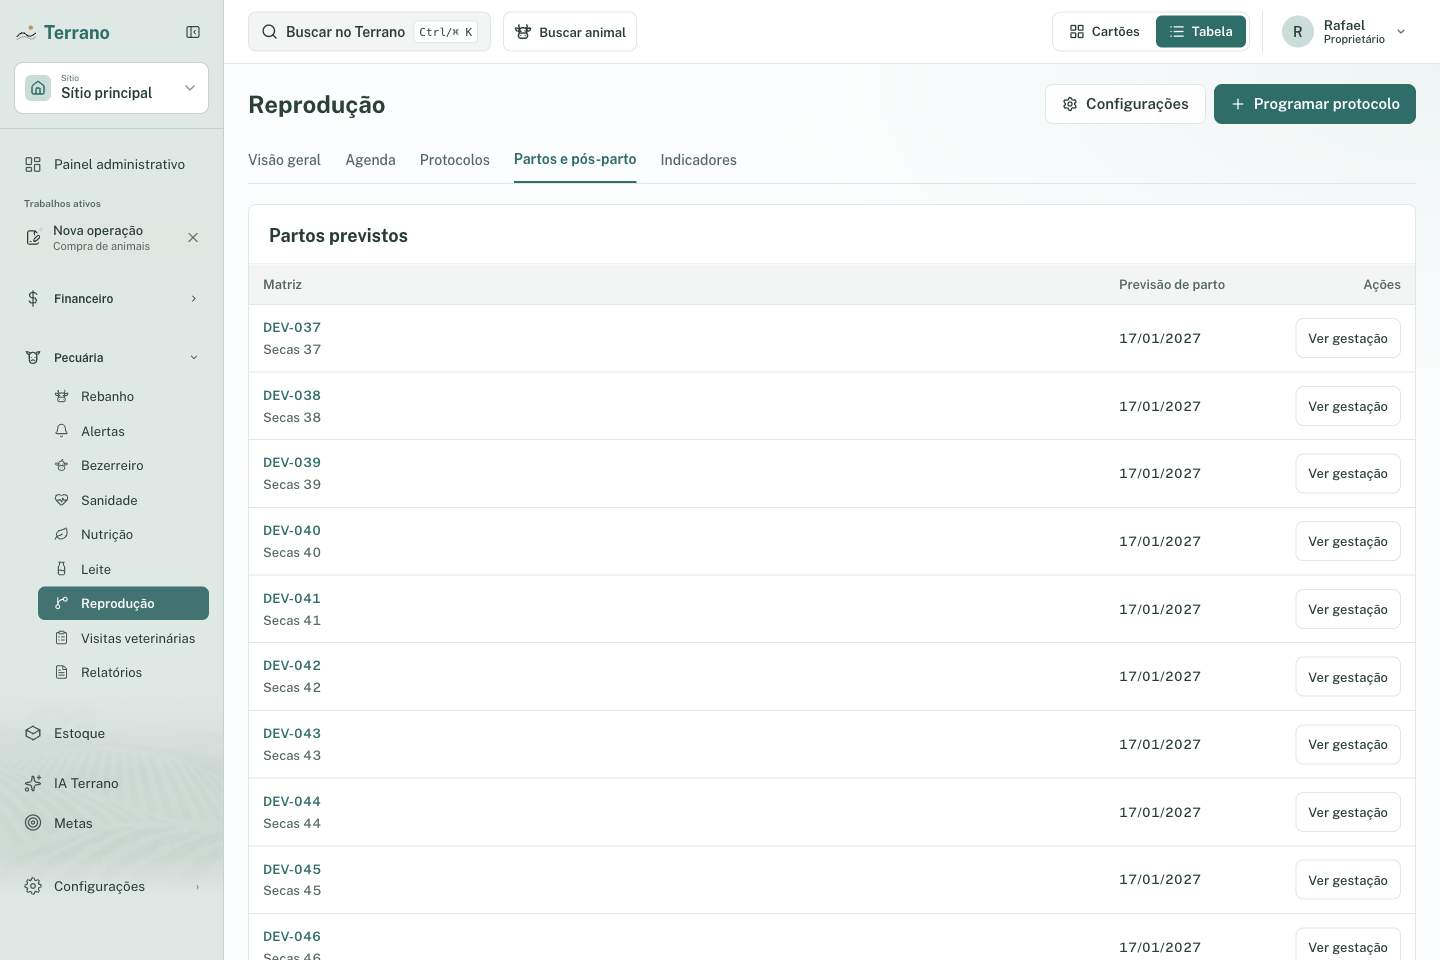 Terrano
Sítio
Sítio principal
Painel administrativo
Trabalhos ativos
Nova operação
Compra de animais
Financeiro
Pecuária
Rebanho
Alertas
Bezerreiro
Sanidade
Nutrição
Leite
Reprodução
Visitas veterinárias
Relatórios
Estoque
IA Terrano
Metas
Configurações
Buscar no Terrano Ctrl/⌘ K
Buscar animal
Cartões
Tabela
R
Rafael
Proprietário
Reprodução
Configurações
Programar protocolo
Visão geral Agenda Protocolos Partos e pós-parto Indicadores
Partos previstos
Matriz Previsão de parto Ações
DEV-037
Secas 37
17/01/2027 Ver gestação
DEV-038
Secas 38
17/01/2027 Ver gestação
DEV-039
Secas 39
17/01/2027 Ver gestação
DEV-040
Secas 40
17/01/2027 Ver gestação
DEV-041
Secas 41
17/01/2027 Ver gestação
DEV-042
Secas 42
17/01/2027 Ver gestação
DEV-043
Secas 43
17/01/2027 Ver gestação
DEV-044
Secas 44
17/01/2027 Ver gestação
DEV-045
Secas 45
17/01/2027 Ver gestação
DEV-046
Secas 46
17/01/2027 Ver gestação